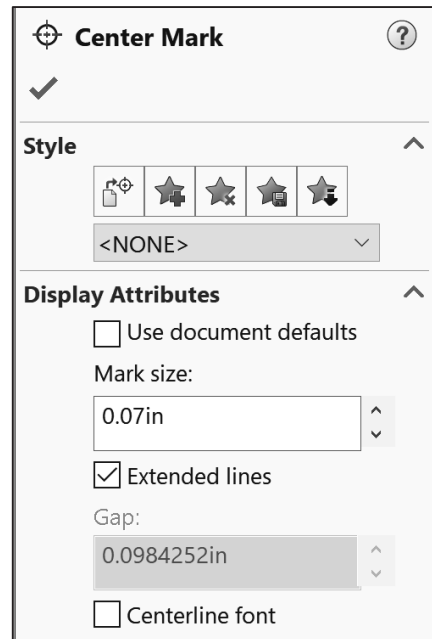 Center Mark ?
Style
<NONE>
Display Attributes
Use document defaults
Mark size:
0.07in
Extended lines
Gap:
0.0984252in
Centerline font